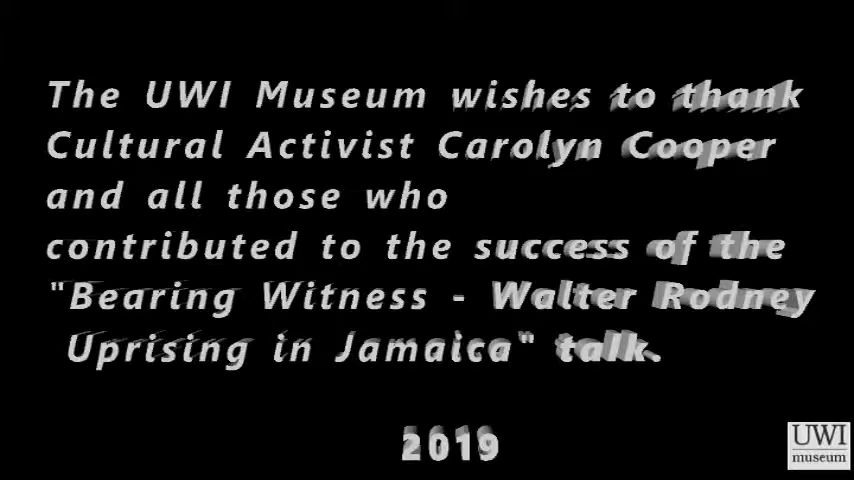 The UWI Museum wishes to thank
Cultural Activist Carolyn Cooper
and all those who
contributed to the success of the
"Bearing Witness - Walter Rodney
Uprising in Jamaica" talk.
2019
UWI
museum